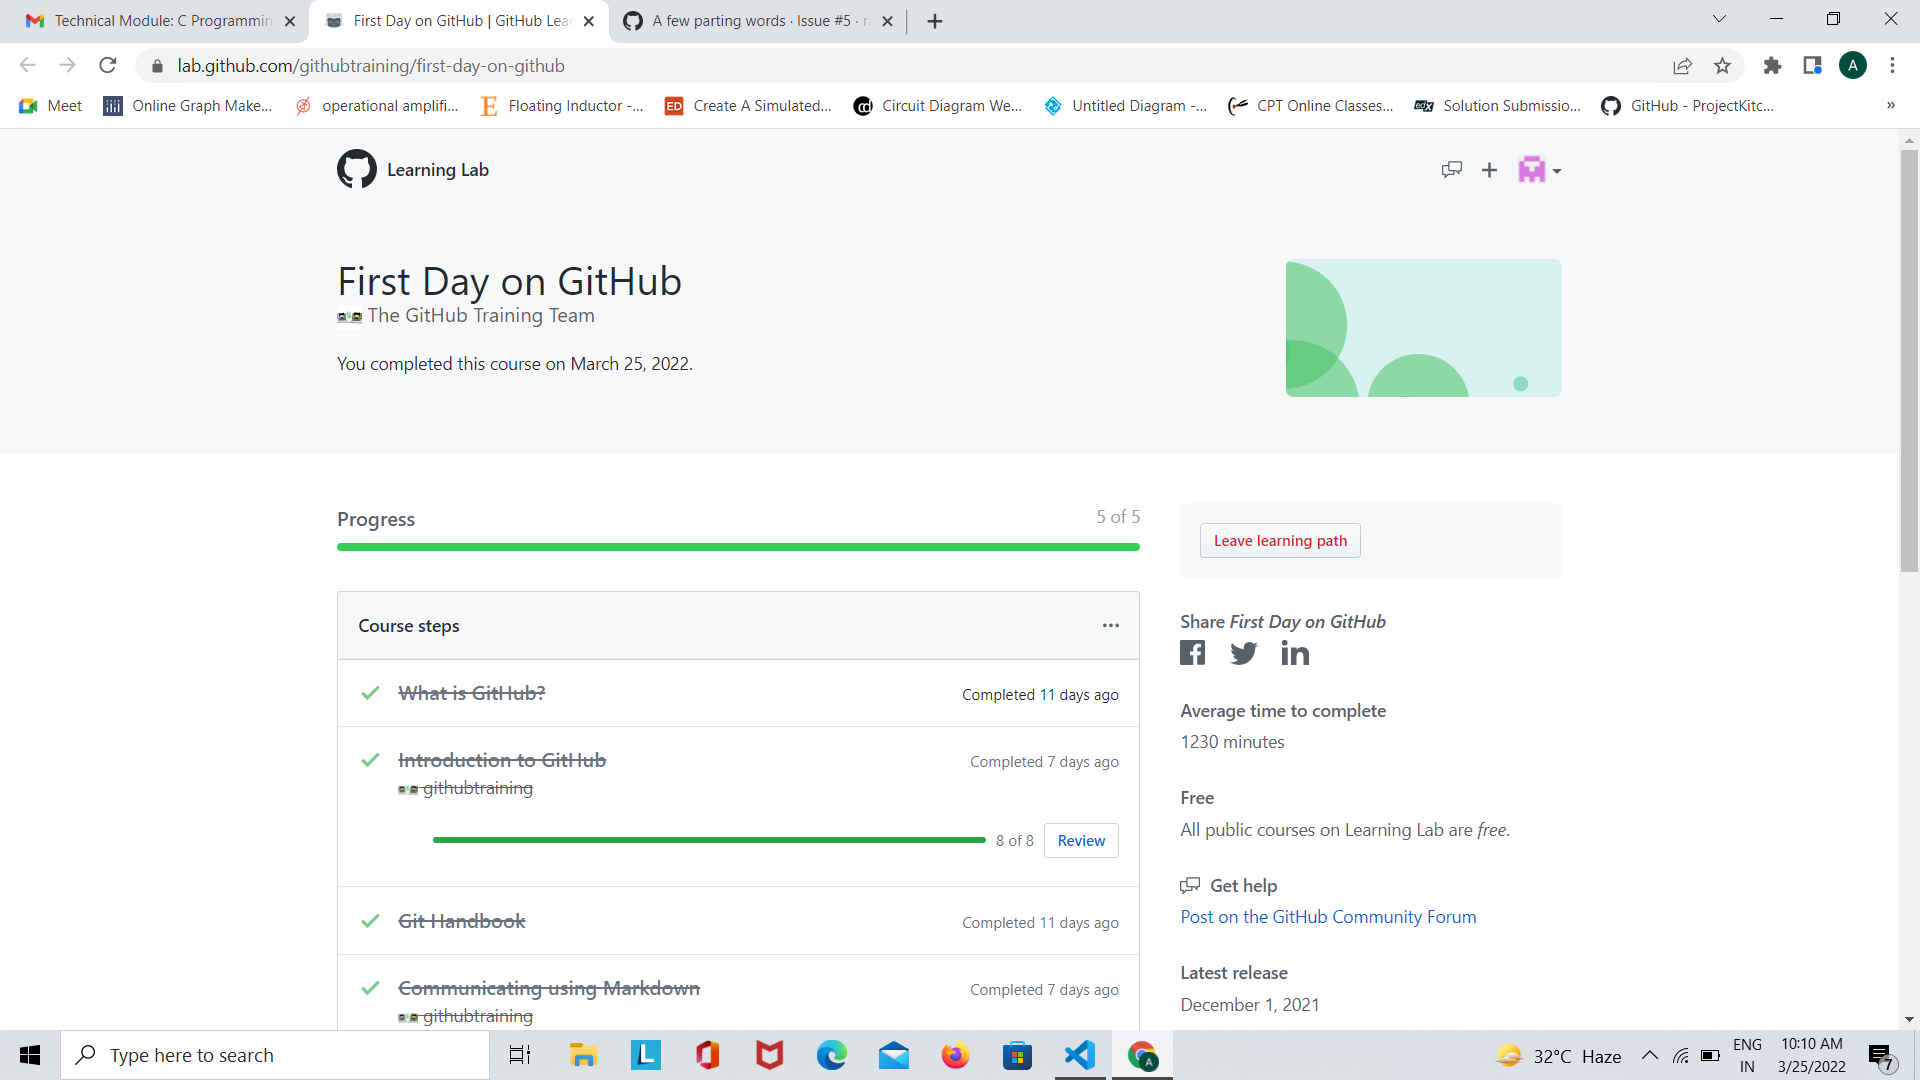 Technical Module: C Programmin
First Day on GitHub | GitHub Lea
A few parting words · Issue #5 · ra
lab.github.com/githubtraining/first-day-on-github
A
Meet
Online Graph Make...
operational amplifi...
E
Floating Inductor -...
ED
Create A Simulated...
Circuit Diagram We...
Untitled Diagram -...
CPT Online Classes...
edX
Solution Submissio...
GitHub - ProjectKitc...
»
Learning Lab
First Day on GitHub
The GitHub Training Team
You completed this course on March 25, 2022.
Progress
5 of 5
Leave learning path
Course steps
Share First Day on GitHub
What is GitHub?
Completed 11 days ago
Average time to complete
1230 minutes
Introduction to GitHub
Completed 7 days ago
githubtraining
8 of 8
Review
Free
All public courses on Learning Lab are free.
Get help
Post on the GitHub Community Forum
Git Handbook
Completed 11 days ago
Latest release
December 1, 2021
Communicating using Markdown
Completed 7 days ago
githubtraining
Type here to search
L
A
32°C Haze
ENG
IN
10:10 AM
3/25/2022
7